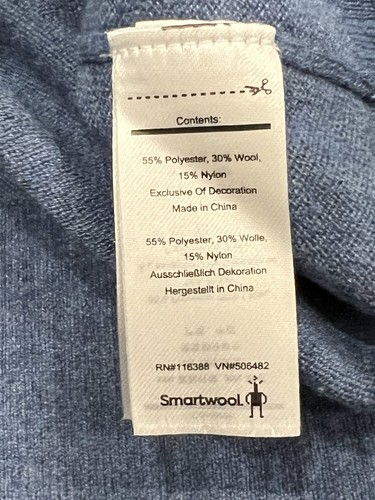 Contents:
55% Polyester, 30% Wool,
15% Nylon
Exclusive Of Decoration
Made in China
55% Polyester, 30% Wolle,
15% Nylon
Ausschließlich Dekoration
Hergestellt in China
RN#116388 VN#506482
Smartwool